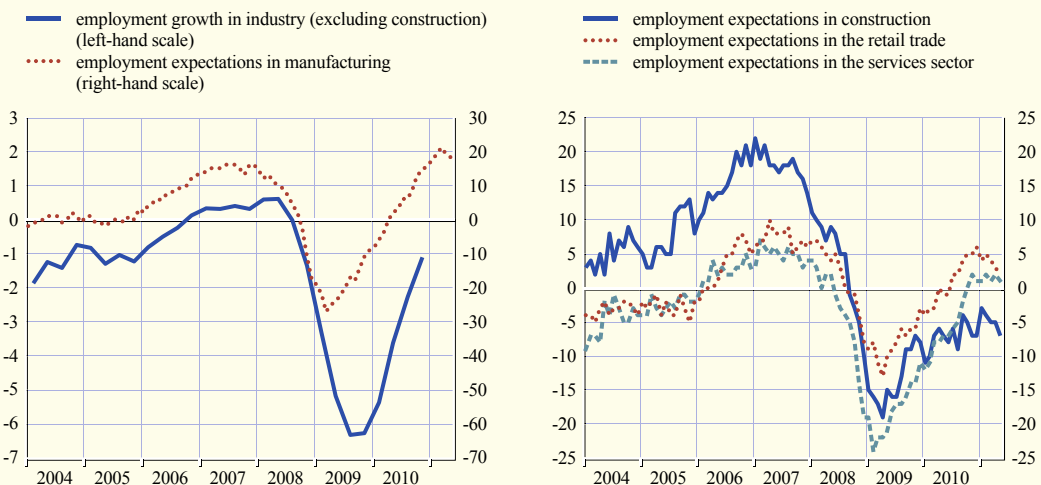 employment growth in industry (excluding construction)
(left-hand scale)
employment expectations in manufacturing
(right-hand scale)
3 30
2 20
1 10
0 0
-1 -10
-2 -20
-3 -30
-4 -40
-5 -50
-6 -60
-7 -70
2004 2005 2006 2007 2008 2009 2010
employment expectations in construction
employment expectations in the retail trade
employment expectations in the services sector
25 25
20 20
15 15
10 10
5 5
0 0
-5 -5
-10 -10
-15 -15
-20 -20
-25 -25
2004 2005 2006 2007 2008 2009 2010